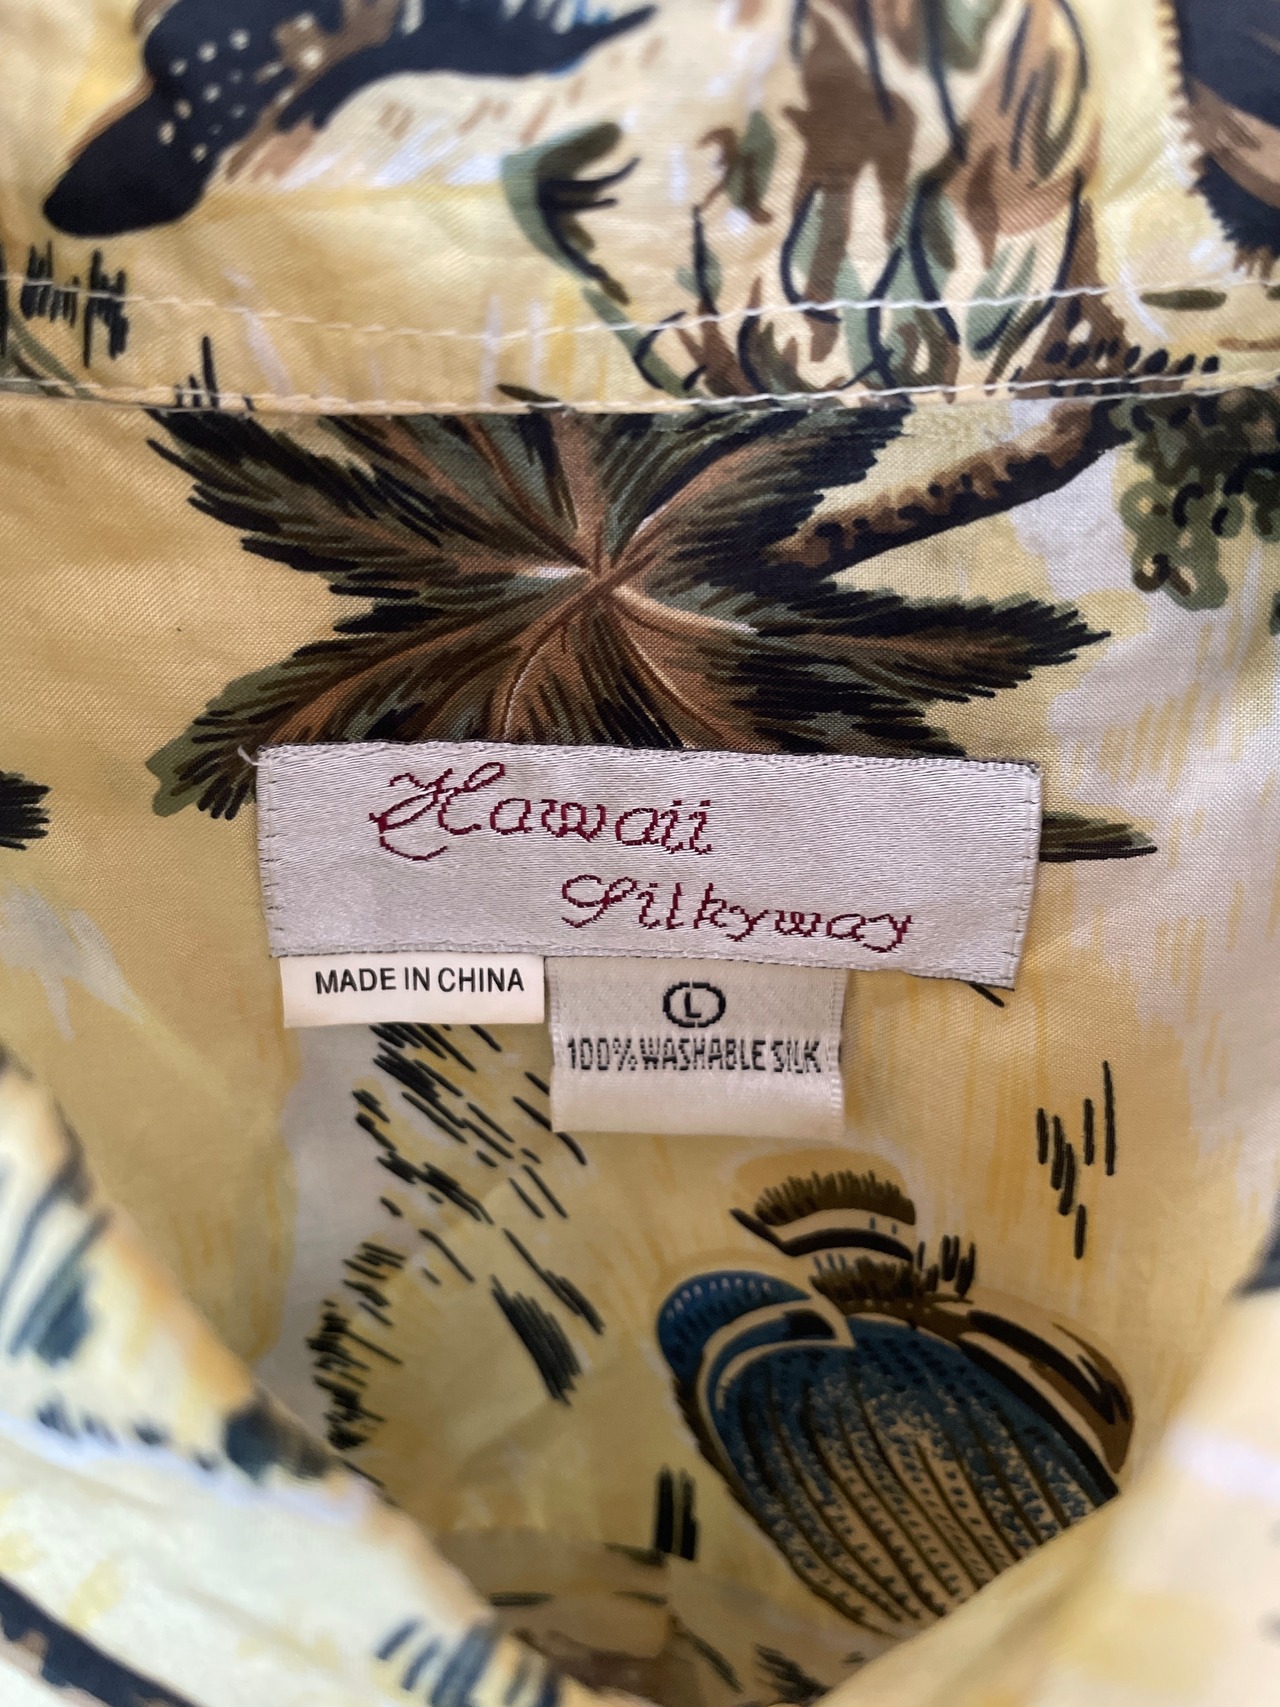 Hawaii
Silkyway
MADE IN CHINA
L
100% WASHABLE SILK